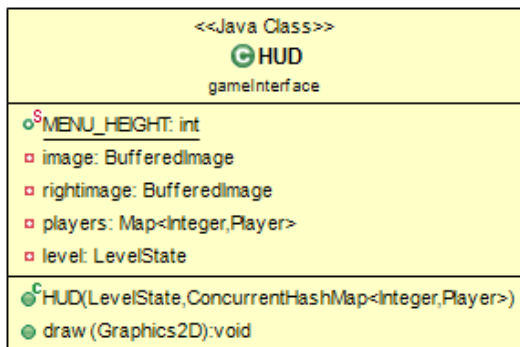 <<Java Class>>
HUD
gameInterface
MENU_HEIGHT: int
image: BufferedImage
rightimage: BufferedImage
players: Map<Integer,Player>
level: LevelState
HUD(LevelState,ConcurrentHashMap<Integer,Player>)
draw(Graphics2D):void